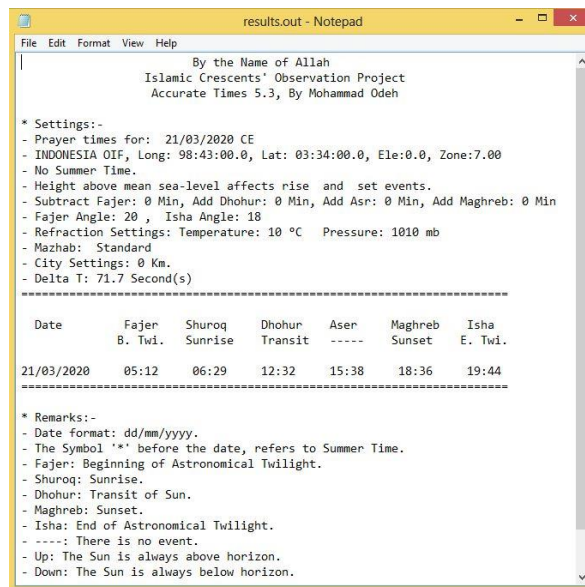 results.out - Notepad
File Edit Format View Help
By the Name of Allah
Islamic Crescents' Observation Project
Accurate Times 5.3, By Mohammad Odeh
* Settings:-
- Prayer times for: 21/03/2020 CE
- INDONESIA OIF, Long: 98:43:00.0, Lat: 03:34:00.0, Ele:0.0, Zone:7.00
- No Summer Time.
- Height above mean sea-level affects rise and set events.
- Subtract Fajer: 0 Min, Add Dhohur: 0 Min, Add Asr: 0 Min, Add Maghreb: 0 Min
- Fajer Angle: 20 , Isha Angle: 18
- Refraction Settings: Temperature: 10 °C Pressure: 1010 mb
- Mazhab: Standard
- City Settings: 0 Km.
- Delta T: 71.7 Second(s)
==========================================================================
Date Fajer Shuroq Dhohur Aser Maghreb Isha
B. Twi. Sunrise Transit ----- Sunset E. Twi.
21/03/2020 05:12 06:29 12:32 15:38 18:36 19:44
==========================================================================
* Remarks:-
- Date format: dd/mm/yyyy.
- The Symbol '*' before the date, refers to Summer Time.
- Fajer: Beginning of Astronomical Twilight.
- Shuroq: Sunrise.
- Dhohur: Transit of Sun.
- Maghreb: Sunset.
- Isha: End of Astronomical Twilight.
- ----: There is no event.
- Up: The Sun is always above horizon.
- Down: The Sun is always below horizon.